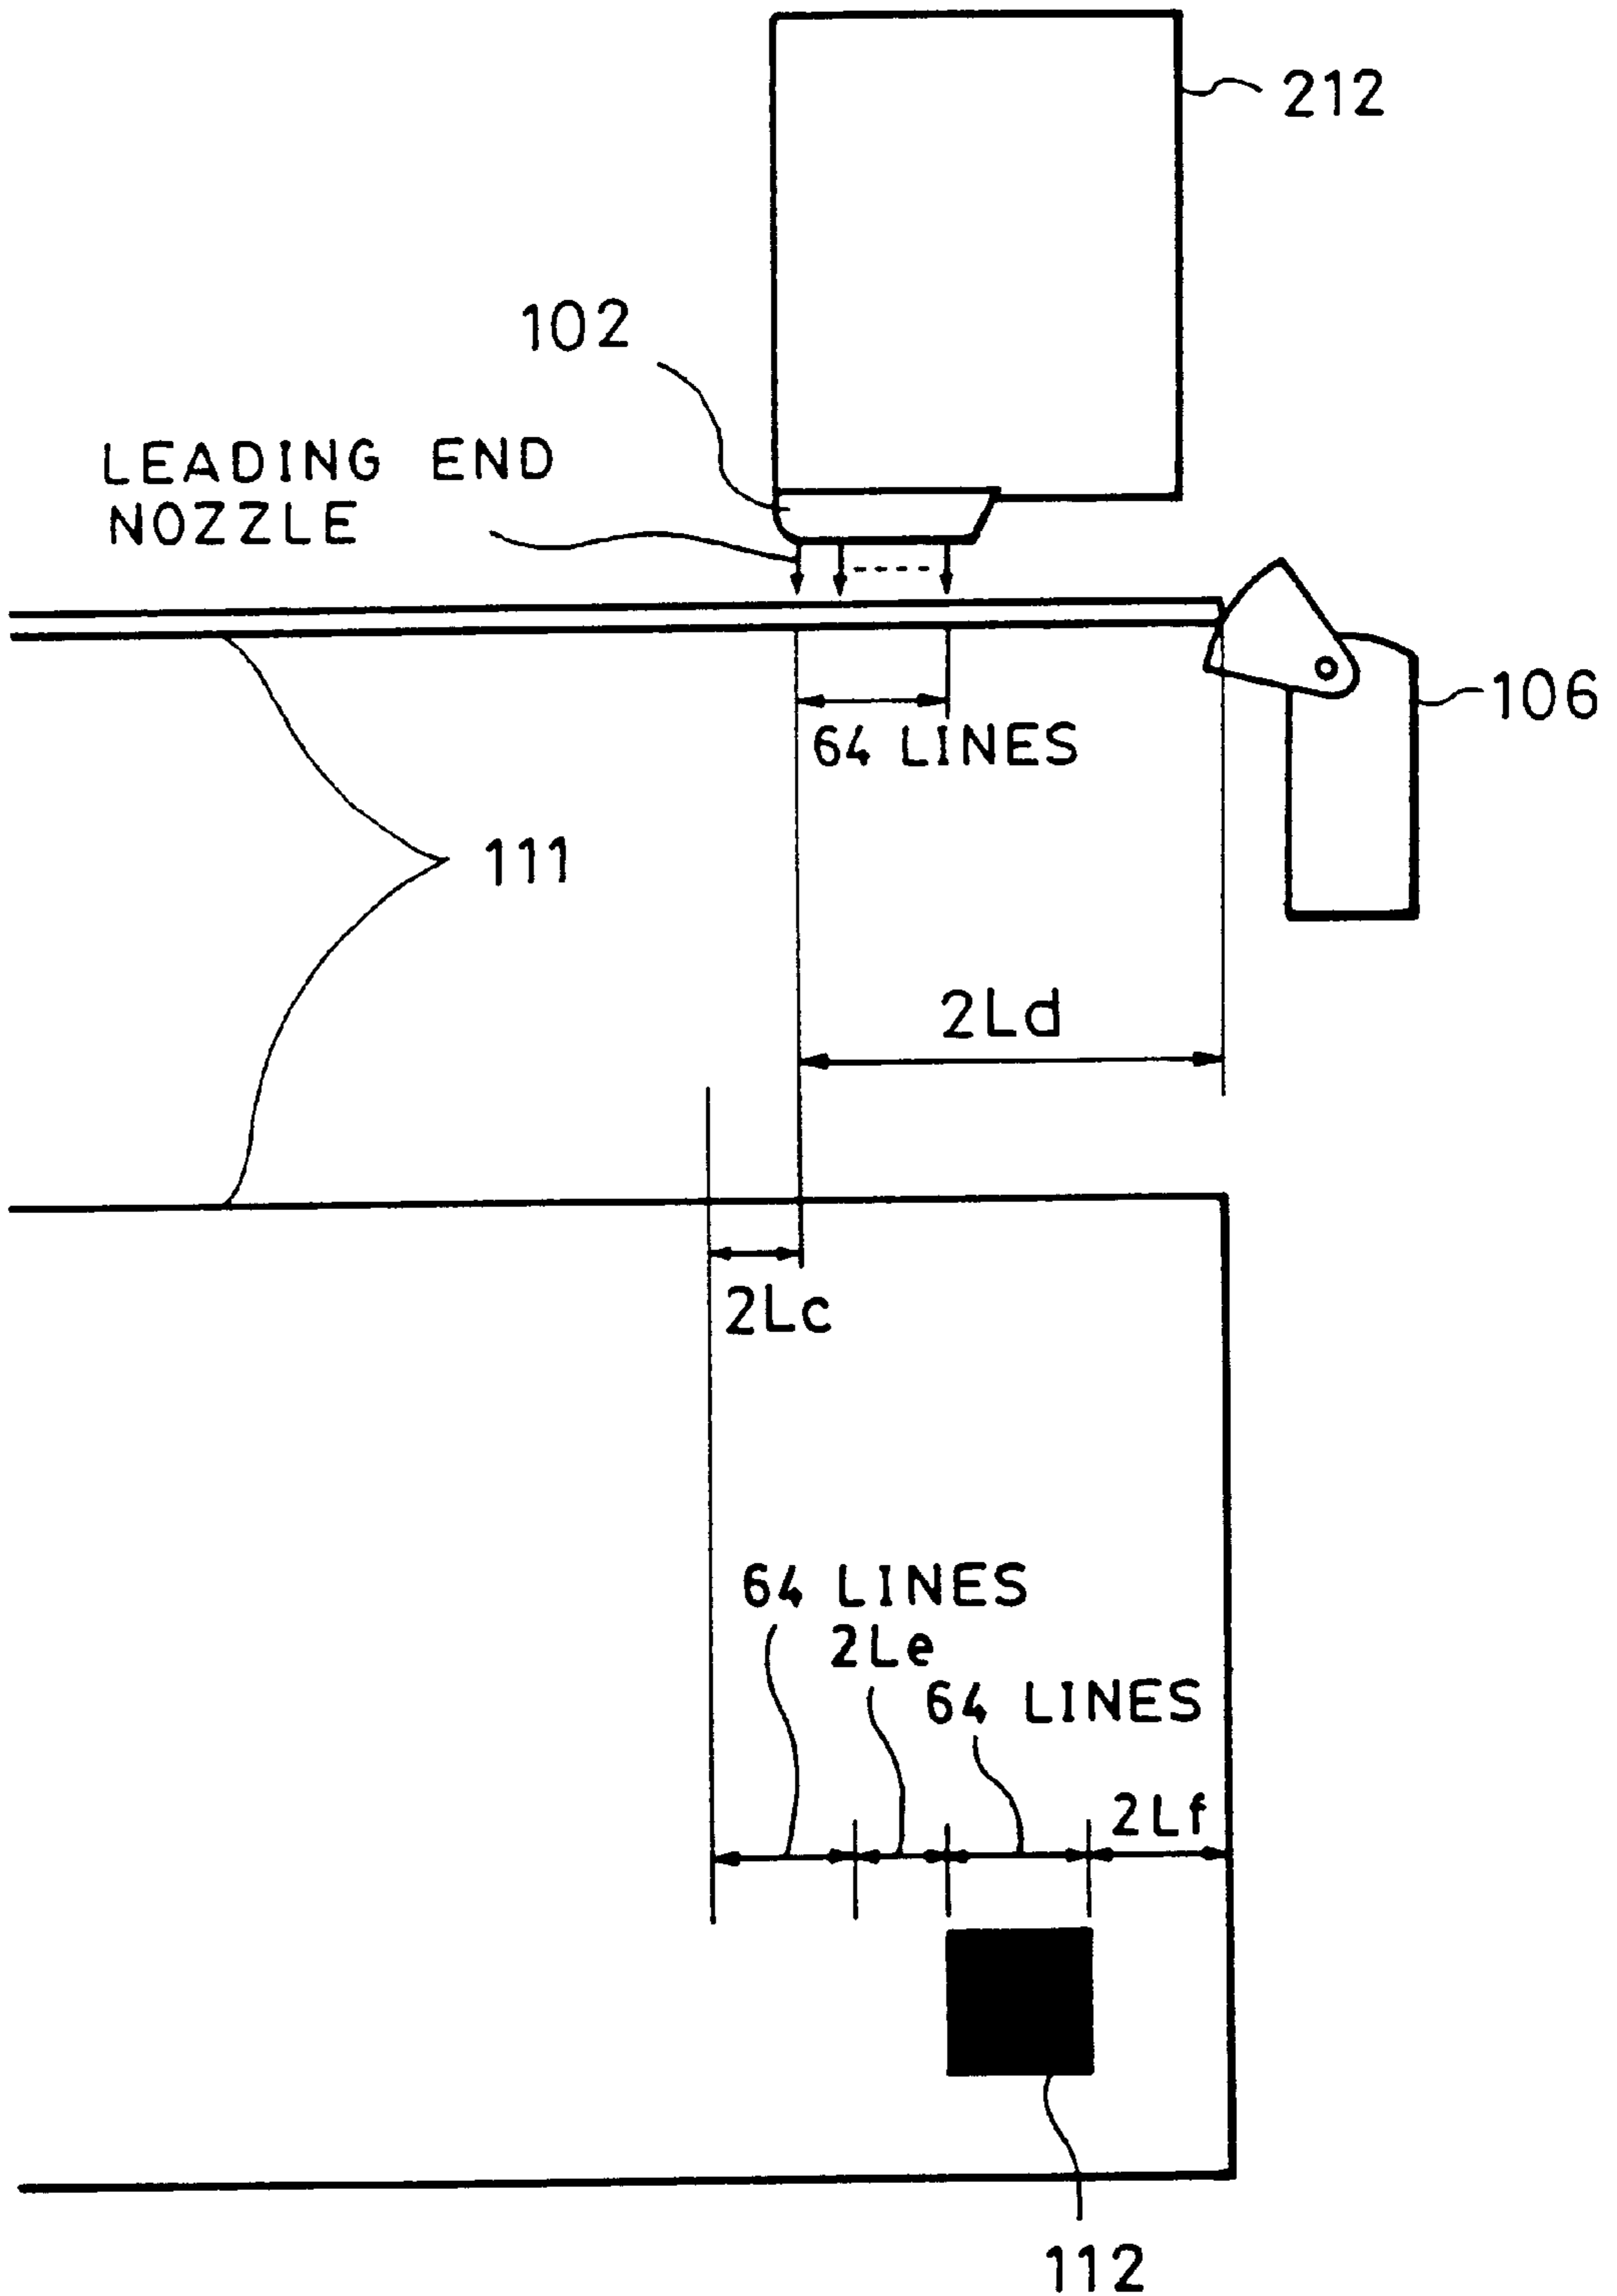 212
102
LEADING END
NOZZLE
106
64 LINES
111
2Ld
2Lc
64 LINES
2Le
64 LINES
2Lf
112